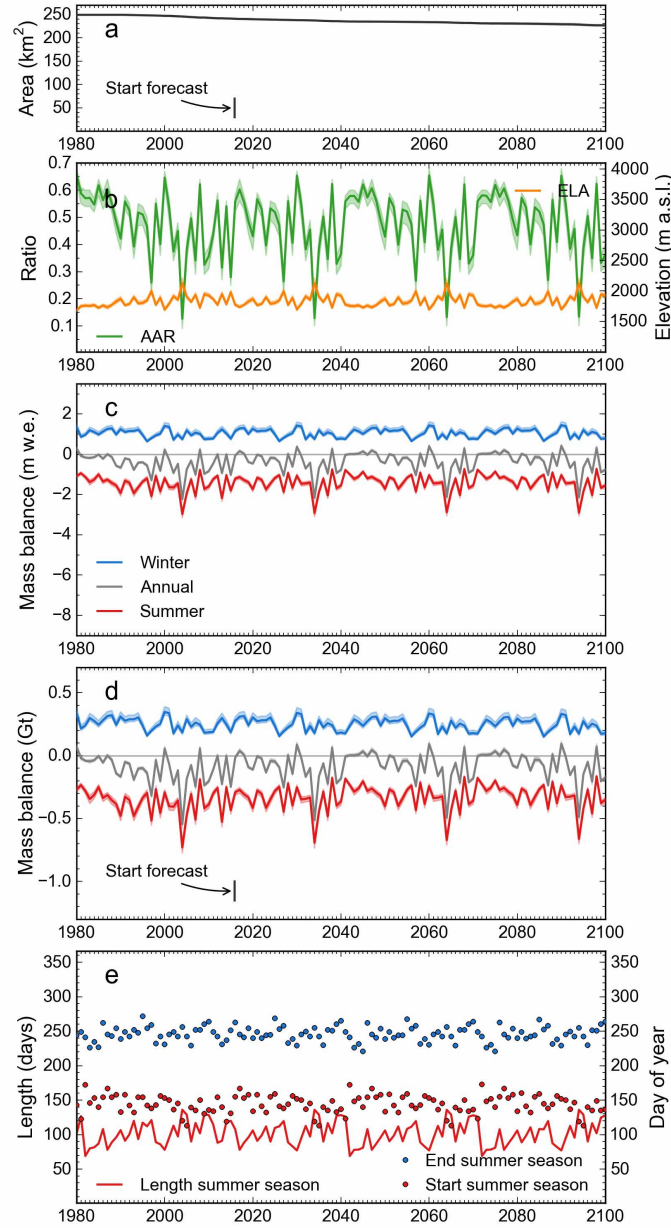 250
200
150
100
50
Area (km²)
a
Start forecast
1980 2000 2020 2040 2060 2080 2100
0.7
0.6
0.5
0.4
0.3
0.2
0.1
Ratio
b
ELA
AAR
4000
3500
3000
2500
2000
1500
Elevation (m a.s.l.)
1980 2000 2020 2040 2060 2080 2100
2
0
−2
−4
−6
−8
Mass balance (m w.e.)
c
Winter
Annual
Summer
1980 2000 2020 2040 2060 2080 2100
0.5
0.0
−0.5
−1.0
Mass balance (Gt)
d
Start forecast
1980 2000 2020 2040 2060 2080 2100
350
300
250
200
150
100
50
Length (days)
e
End summer season
Length summer season
Start summer season
350
300
250
200
150
100
50
Day of year
1980 2000 2020 2040 2060 2080 2100